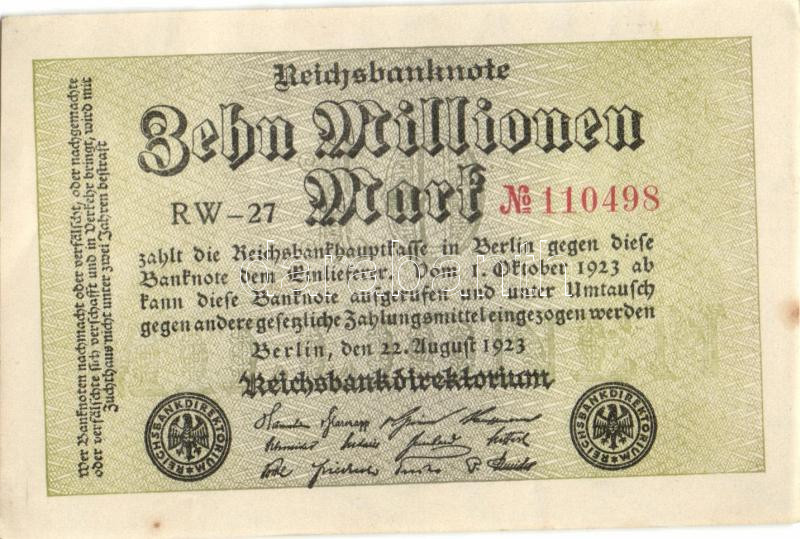 Reichsbanknote
Zehn Millionen
Mark
RW-27
№ 110498
zahlt die Reichsbankhauptkasse in Berlin gegen diese
Banknote dem Einlieferer. Vom 1. Oktober 1923 ab
kann diese Banknote aufgerufen und unter Umtausch
gegen andere gesetzliche Zahlungsmittel eingezogen werden
Berlin, den 22. August 1923
Reichsbankdirektorium
REICHSBANKDIREKTORIUM
REICHSBANKDIREKTORIUM
Wer Banknoten nachmacht oder verfälscht, oder nachgemachte
oder verfälschte sich verschafft und in Verkehr bringt, wird mit
Zuchthaus nicht unter zwei Jahren bestraft